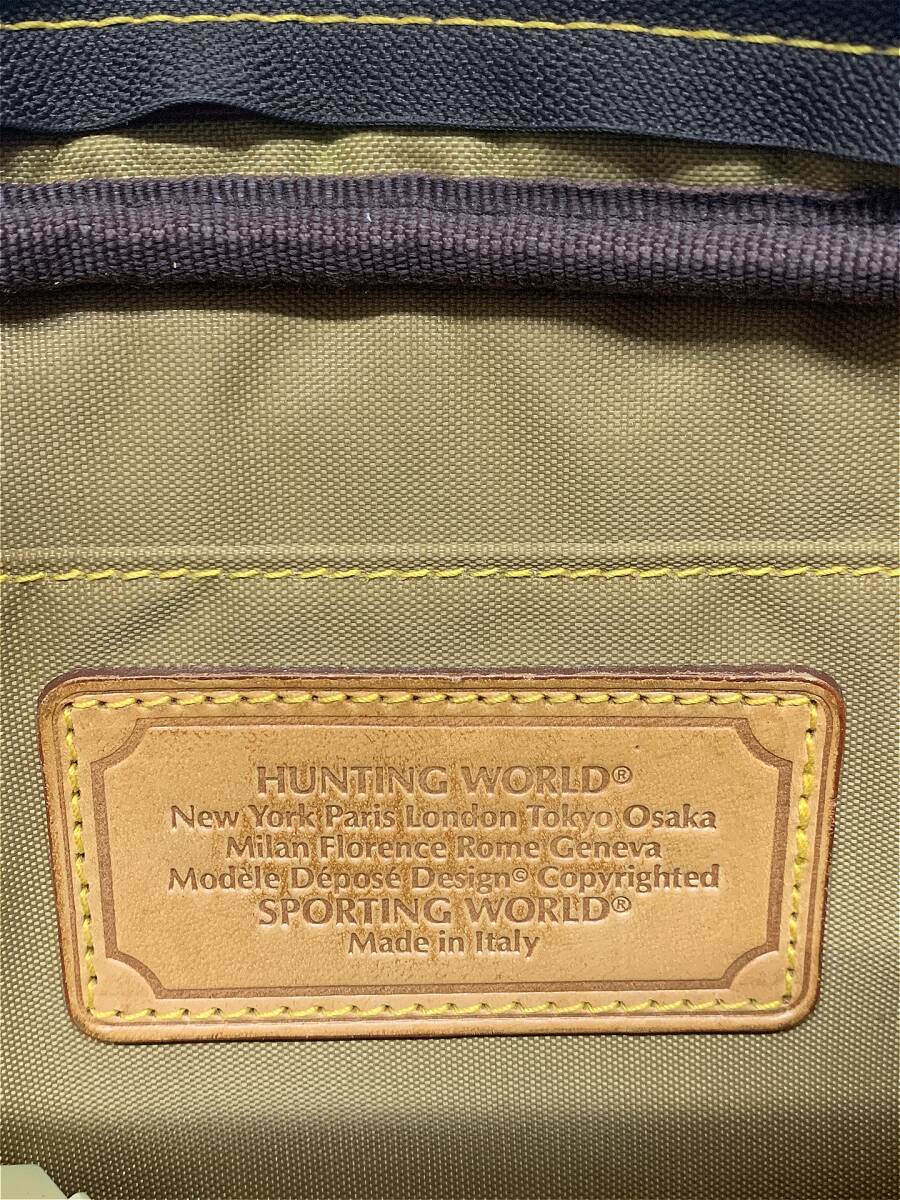 HUNTING WORLD®
New York Paris London Tokyo Osaka
Milan Florence Rome Geneva
Modèle Déposé Design© Copyrighted
SPORTING WORLD®
Made in Italy